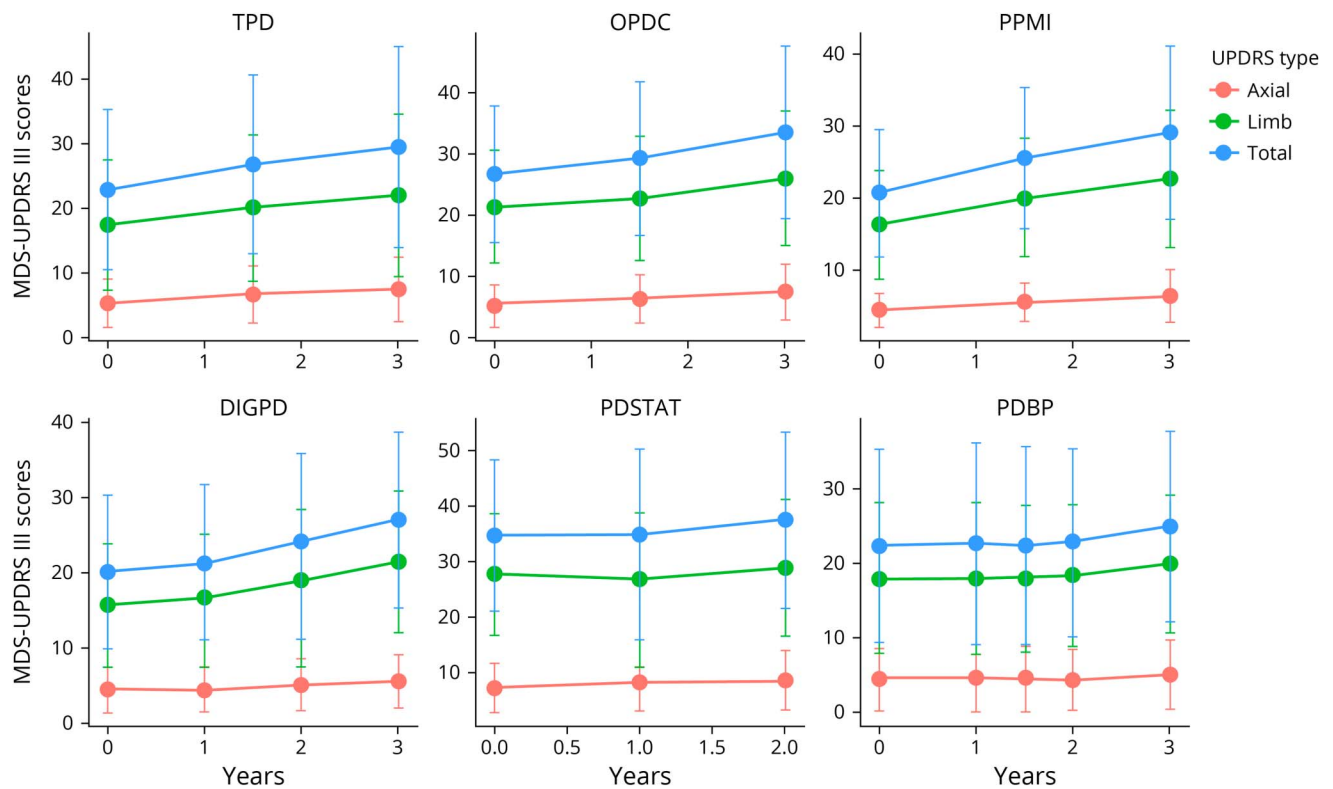 TPD
OPDC
PPMI
MDS-UPDRS III scores
40
30
20
10
0
0 1 2 3
40
30
20
10
0
0 1 2 3
40
30
20
10
0 1 2 3
UPDRS type
Axial
Limb
Total
DIGPD
PDSTAT
PDBP
MDS-UPDRS III scores
40
30
20
10
0
0 1 2 3
Years
50
40
30
20
10
0.0 0.5 1.0 1.5 2.0
Years
30
20
10
0
0 1 2 3
Years